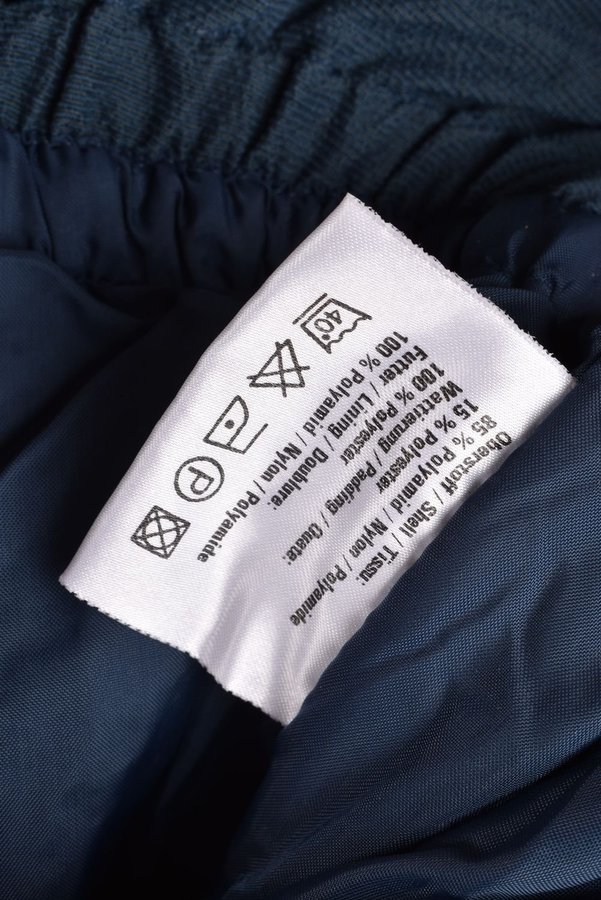 Oberstoff / Shell / Tissu:
85 % Polyamid / Nylon / Polyamide
15 % Polyester
Wattierung / Padding / Ouate:
100 % Polyester
Futter / Lining / Doublure:
100 % Polyamid / Nylon / Polyamide
40°
P